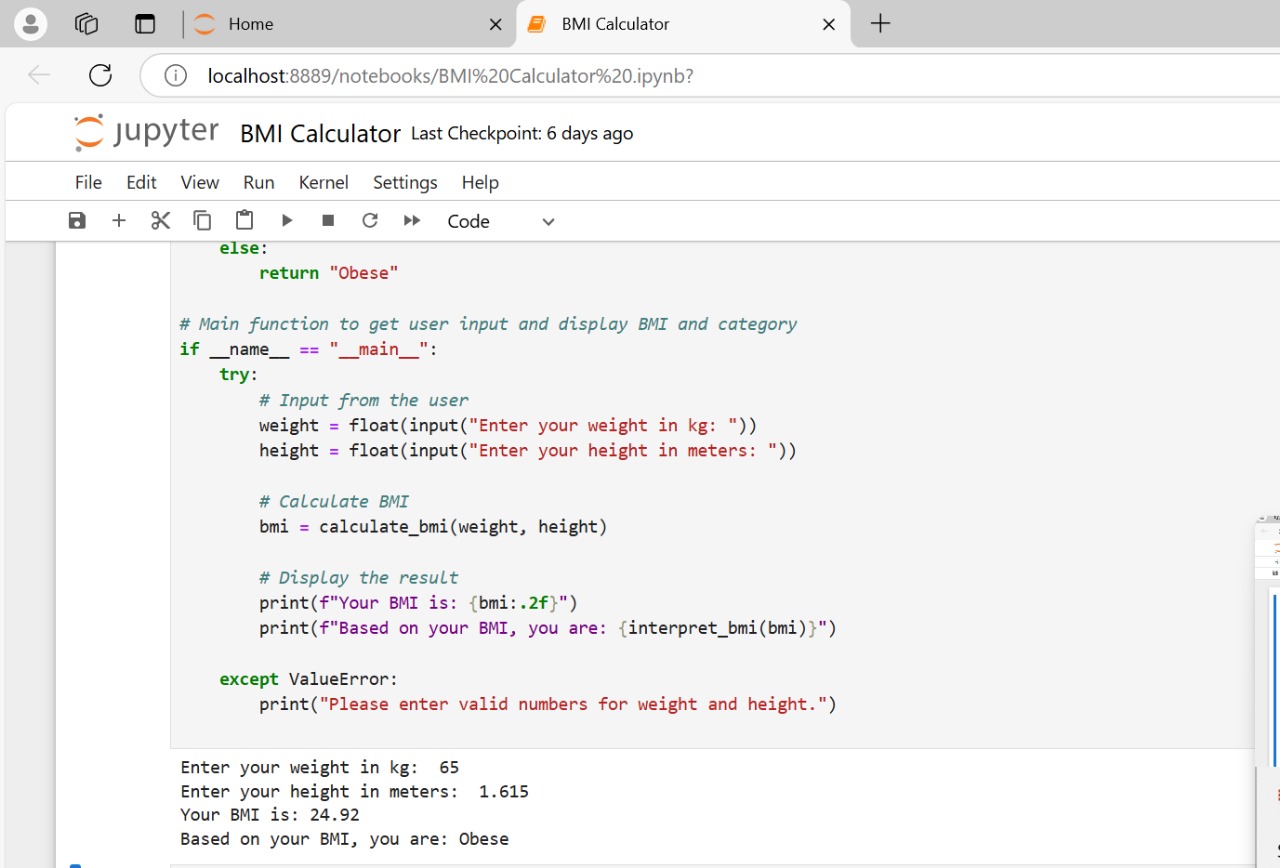 Home
BMI Calculator
localhost:8889/notebooks/BMI%20Calculator%20.ipynb?
jupyter BMI Calculator Last Checkpoint: 6 days ago
File Edit View Run Kernel Settings Help
Code
else:
return "Obese"
# Main function to get user input and display BMI and category
if __name__ == "__main__":
try:
# Input from the user
weight = float(input("Enter your weight in kg: "))
height = float(input("Enter your height in meters: "))
# Calculate BMI
bmi = calculate_bmi(weight, height)
# Display the result
print(f"Your BMI is: {bmi:.2f}")
print(f"Based on your BMI, you are: {interpret_bmi(bmi)}")
except ValueError:
print("Please enter valid numbers for weight and height.")
Enter your weight in kg:  65
Enter your height in meters:  1.615
Your BMI is: 24.92
Based on your BMI, you are: Obese